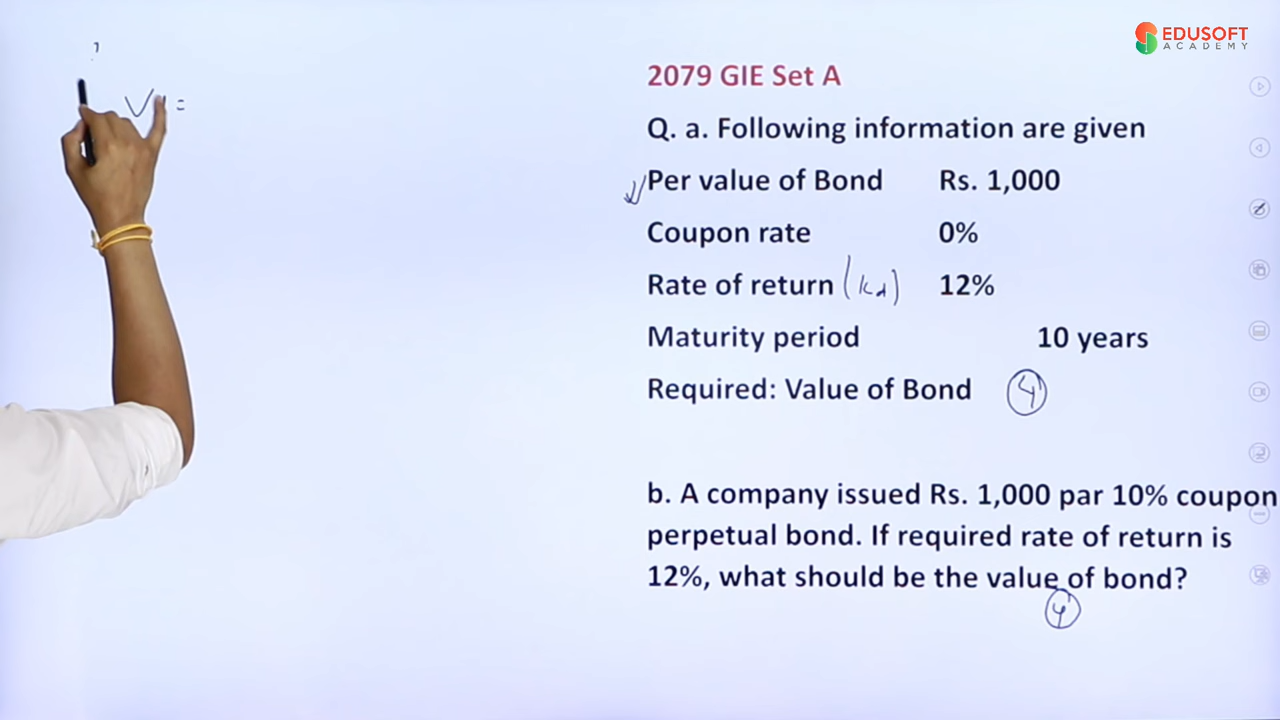 EDUSOFT
ACADEMY
2079 GIE Set A
Q. a. Following information are given
Per value of Bond Rs. 1,000
Coupon rate 0%
Rate of return (kd) 12%
Maturity period 10 years
Required: Value of Bond 4
b. A company issued Rs. 1,000 par 10% coupon
perpetual bond. If required rate of return is
12%, what should be the value of bond?
4